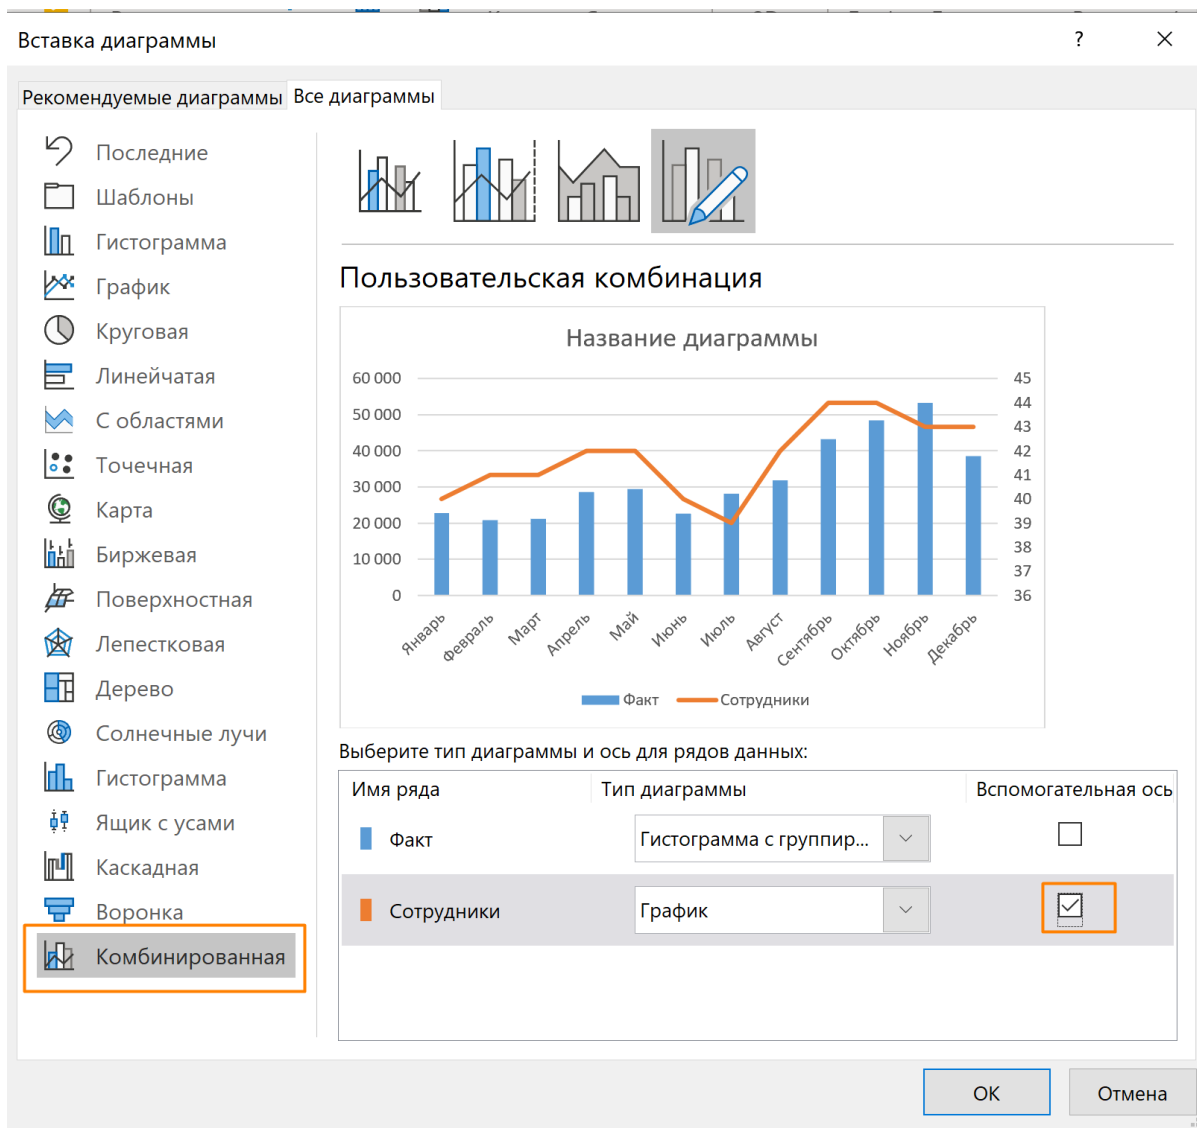 Вставка диаграммы
?
Рекомендуемые диаграммы
Все диаграммы
Последние
Шаблоны
Гистограмма
График
Круговая
Линейчатая
С областями
Точечная
Карта
Биржевая
Поверхностная
Лепестковая
Дерево
Солнечные лучи
Гистограмма
Ящик с усами
Каскадная
Воронка
Комбинированная
Пользовательская комбинация
Название диаграммы
60 000
50 000
40 000
30 000
20 000
10 000
0
45
44
43
42
41
40
39
38
37
36
Январь
Февраль
Март
Апрель
Май
Июнь
Июль
Август
Сентябрь
Октябрь
Ноябрь
Декабрь
Факт
Сотрудники
Выберите тип диаграммы и ось для рядов данных:
Имя ряда
Тип диаграммы
Вспомогательная ось
Факт
Гистограмма с группир...
Сотрудники
График
ОК
Отмена